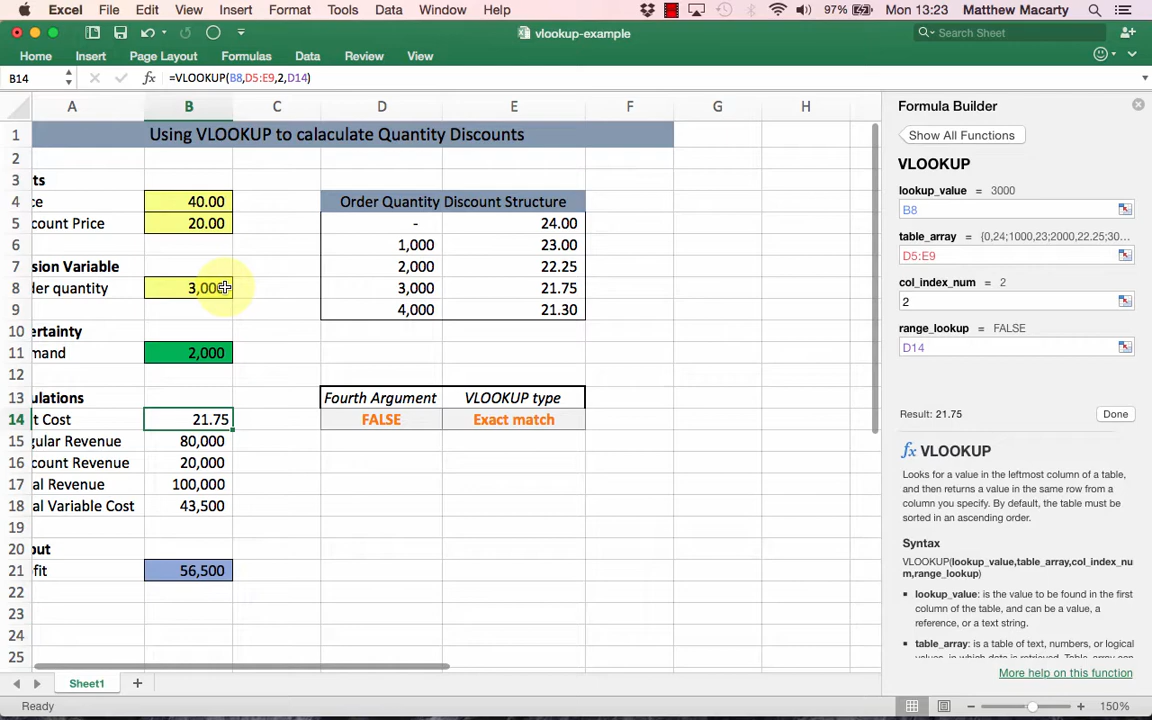 Excel File Edit View Insert Format Tools Data Window Help 97% Mon 13:23 Matthew Macarty
vlookup-example
Search Sheet
Home Insert Page Layout Formulas Data Review View
B14 fx =VLOOKUP(B8,D5:E9,2,D14)
A B C D E F G H
1 Using VLOOKUP to calaculate Quantity Discounts
2
3 ts
4 ce 40.00 Order Quantity Discount Structure
5 count Price 20.00 - 24.00
6 1,000 23.00
7 sion Variable 2,000 22.25
8 der quantity 3,000 3,000 21.75
9 4,000 21.30
10 ertainty
11 mand 2,000
12
13 ulations Fourth Argument VLOOKUP type
14 t Cost 21.75 FALSE Exact match
15 gular Revenue 80,000
16 count Revenue 20,000
17 al Revenue 100,000
18 al Variable Cost 43,500
19
20 put
21 fit 56,500
22
23
24
25
Sheet1 +
Ready
150%
Formula Builder
Show All Functions
VLOOKUP
lookup_value = 3000
B8
table_array = {0,24;1000,23;2000,22.25;30...
D5:E9
col_index_num = 2
2
range_lookup = FALSE
D14
Result: 21.75
Done
fx VLOOKUP
Looks for a value in the leftmost column of a table,
and then returns a value in the same row from a
column you specify. By default, the table must be
sorted in an ascending order.
Syntax
VLOOKUP(lookup_value,table_array,col_index_nu
m,range_lookup)
▪ lookup_value: is the value to be found in the first
column of the table, and can be a value, a
reference, or a text string.
▪ table_array: is a table of text, numbers, or logical
More help on this function